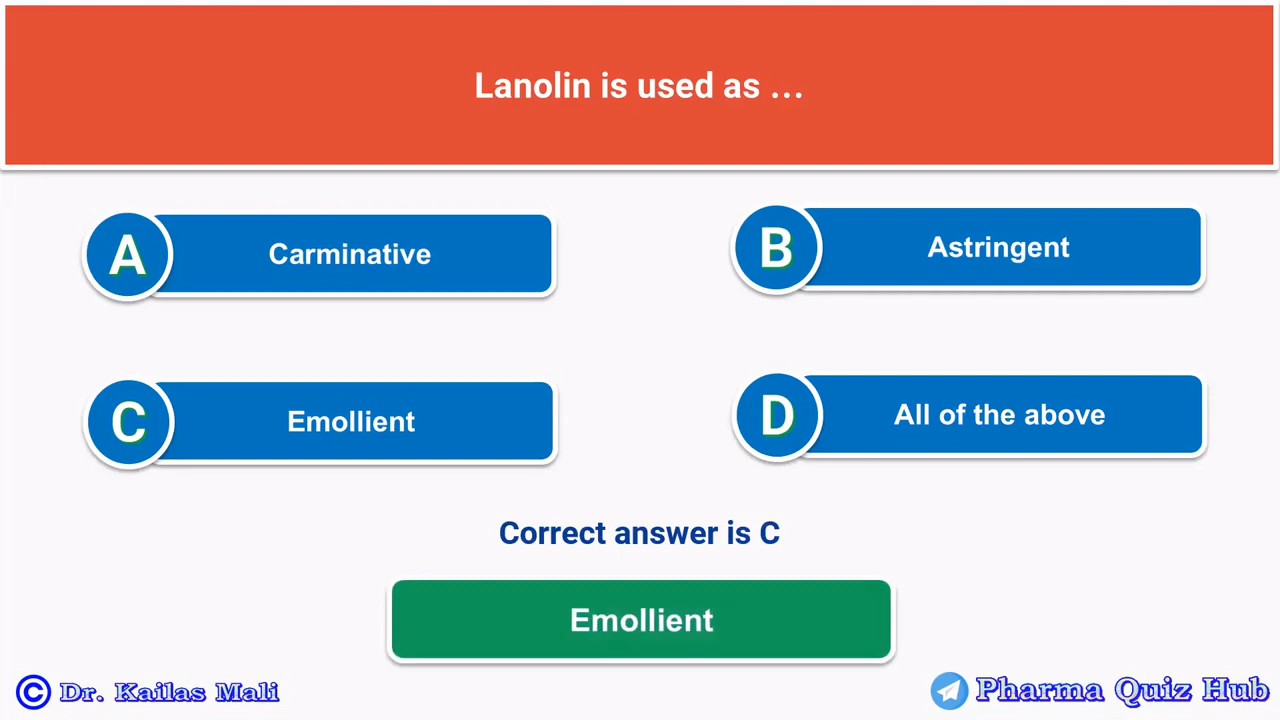 Lanolin is used as ...
A Carminative
B Astringent
C Emollient
D All of the above
Correct answer is C
Emollient
© Dr. Kailas Mali
Pharma Quiz Hub